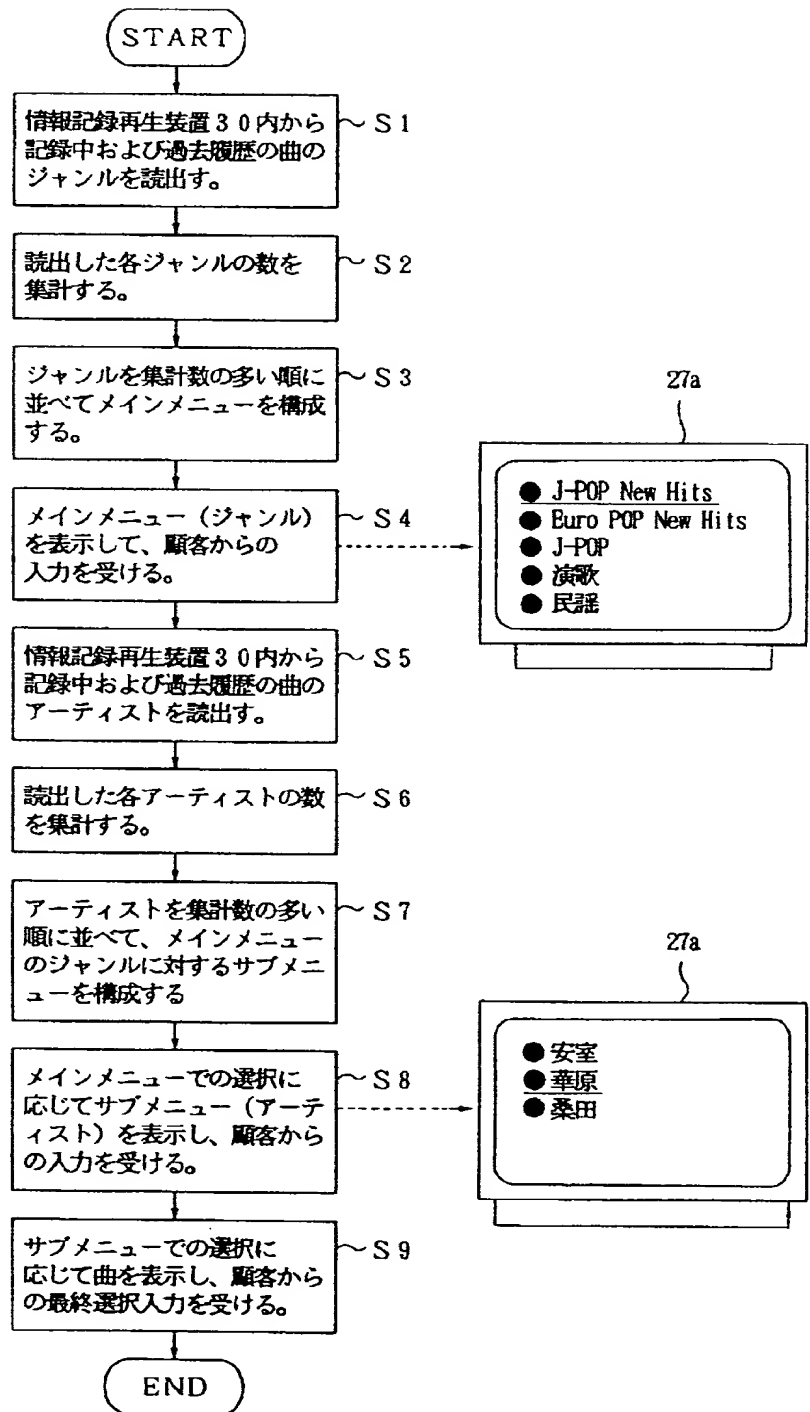 START
情報記録再生装置30内から
記録中および過去履歴の曲の
ジャンルを読出す。
~S1
読出した各ジャンルの数を
集計する。
~S2
ジャンルを集計数の多い順に
並べてメインメニューを構成
する。
~S3
メインメニュー(ジャンル)
を表示して、顧客からの
入力を受ける。
~S4
27a
● J-POP New Hits
● Euro POP New Hits
● J-POP
● 演歌
● 民謡
情報記録再生装置30内から
記録中および過去履歴の曲の
アーティストを読出す。
~S5
読出した各アーティストの数
を集計する。
~S6
アーティストを集計数の多い
順に並べて、メインメニュー
のジャンルに対するサブメニ
ューを構成する
~S7
メインメニューでの選択に
応じてサブメニュー(アーテ
ィスト)を表示し、顧客から
の入力を受ける。
~S8
27a
● 安室
● 華原
● 桑田
サブメニューでの選択に
応じて曲を表示し、顧客から
の最終選択入力を受ける。
~S9
END